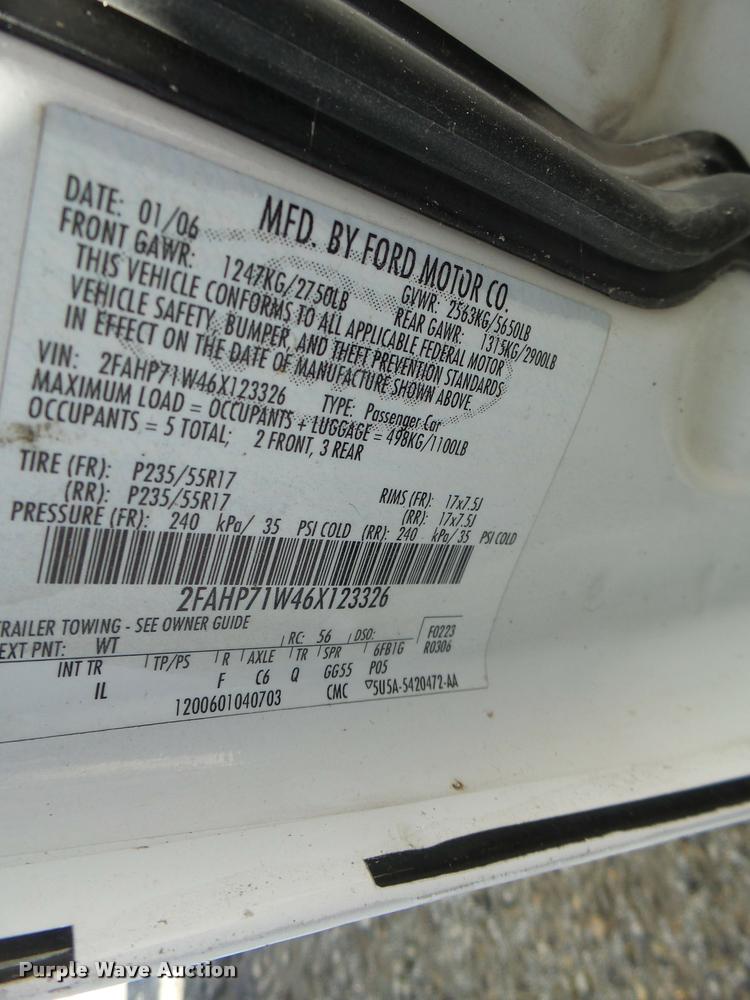 MFD. BY FORD MOTOR CO.
DATE: 01/06
GVWR: 2563KG/5650LB
FRONT GAWR: 1247KG/2750LB
REAR GAWR: 1315KG/2900LB
THIS VEHICLE CONFORMS TO ALL APPLICABLE FEDERAL MOTOR
VEHICLE SAFETY, BUMPER, AND THEFT PREVENTION STANDARDS
IN EFFECT ON THE DATE OF MANUFACTURE SHOWN ABOVE.
VIN: 2FAHP71W46X123326 TYPE: Passenger Car
MAXIMUM LOAD = OCCUPANTS + LUGGAGE = 498KG/1100LB
OCCUPANTS = 5 TOTAL; 2 FRONT, 3 REAR
TIRE (FR): P235/55R17 RIMS (FR): 17x7.5J
(RR): P235/55R17 (RR): 17x7.5J
PRESSURE (FR): 240 kPa/ 35 PSI COLD (RR): 240 kPa/ 35 PSI COLD
2FAHP71W46X123326
TRAILER TOWING - SEE OWNER GUIDE
EXT PNT: WT RC: 56 DSO: F0223
INT TR TP/PS R AXLE TR SPR 6FB1G R0306
IL F C6 Q GG55 P05
1200601040703 CMC ▽5U5A-5420472-AA
Purple Wave Auction